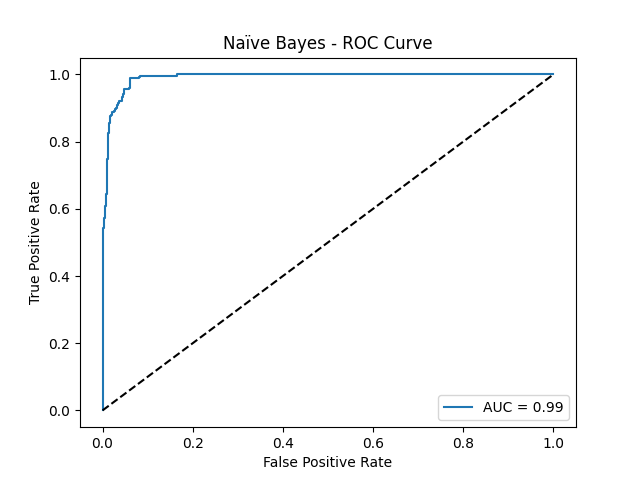 Naïve Bayes - ROC Curve
True Positive Rate
1.0
0.8
0.6
0.4
0.2
0.0
0.0 0.2 0.4 0.6 0.8 1.0
False Positive Rate
AUC = 0.99